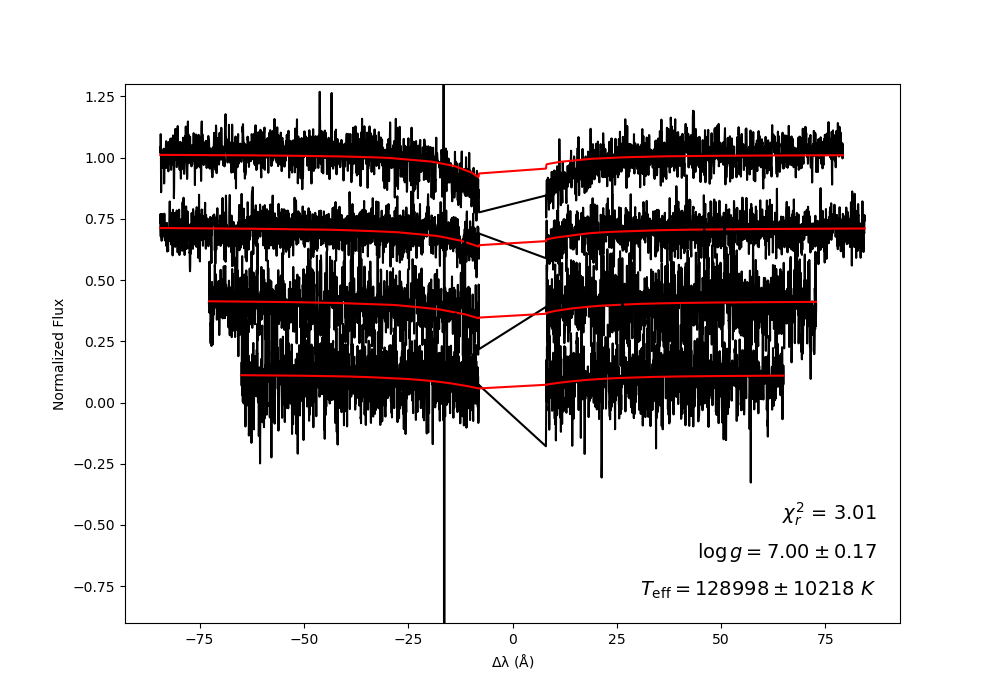 1.25
1.00
0.75
0.50
0.25
0.00
−0.25
−0.50
−0.75
Normalized Flux
χ²ᵣ = 3.01
log g = 7.00 ± 0.17
T_eff = 128998 ± 10218 K
−75 −50 −25 0 25 50 75
Δλ (Å)